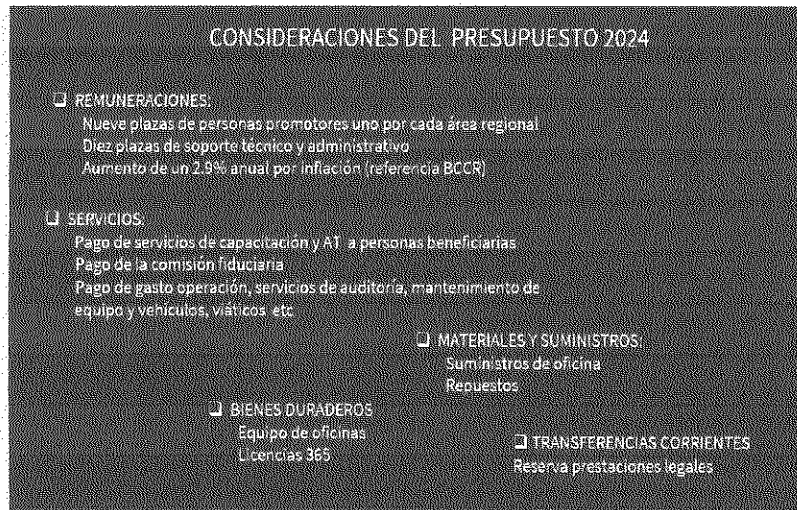 CONSIDERACIONES DEL PRESUPUESTO 2024
❑ REMUNERACIONES:
Nueve plazas de personas promotores uno por cada área regional
Diez plazas de soporte técnico y administrativo
Aumento de un 2.9% anual por inflación (referencia BCCR)
❑ SERVICIOS:
Pago de servicios de capacitación y AT a personas beneficiarias
Pago de la comisión fiduciaria
Pago de gasto operación, servicios de auditoría, mantenimiento de
equipo y vehículos, viáticos etc
❑ MATERIALES Y SUMINISTROS:
Suministros de oficina
Repuestos
❑ BIENES DURADEROS
Equipo de oficinas
Licencias 365
❑ TRANSFERENCIAS CORRIENTES
Reserva prestaciones legales